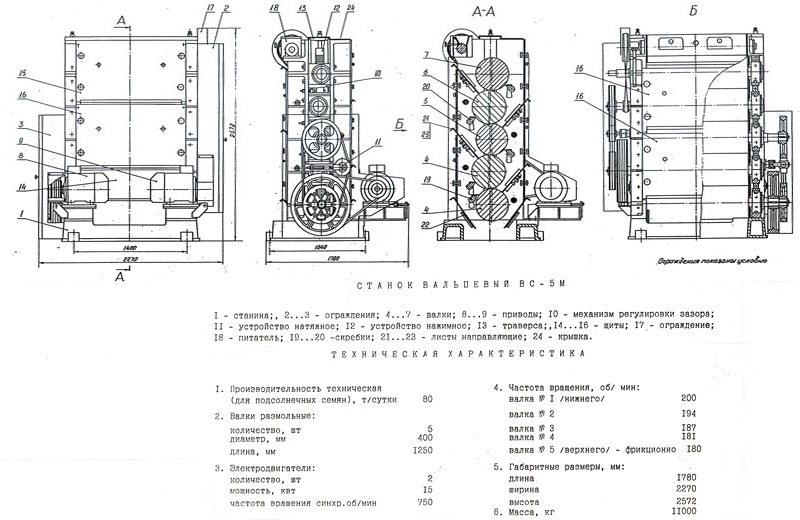 А
17
2
18
13
12
24
А-А
Б
15
16
3
9
8
14
1
10
Б
11
7
6
20
5
21
23
4
19
4
22
16
16
2572
1400
2270
А
1240
1780
Ограждения показаны условно
СТАНОК ВАЛЬЦЕВЫЙ ВС-5М
I - станина;, 2...3 - ограждения; 4...7 - валки; 8...9 - приводы; IO - механизм регулировки зазора;
II - устройство натяжное; I2 - устройство нажимное; I3 - траверса;,I4...I6 - щиты; I7 - ограждение;
I8 - питатель; I9...20 -скребки; 2I...23 - листы направляющие; 24 - крышка.
ТЕХНИЧЕСКАЯ ХАРАКТЕРИСТИКА
I. Производительность техническая
(для подсолнечных семян), т/сутки 80
2. Валки размольные:
количество, шт 5
диаметр, мм 400
длина, мм I250
3. Электродвигатели:
количество, шт 2
мощность, квт I5
частота вращения синхр.об/мин 750
4. Частота вращения, об/ мин:
валка № I /нижнего/ 200
валка № 2 I94
валка № 3 I87
валка № 4 I8I
валка № 5 /верхнего/ - фрикционно I80
5. Габаритные размеры, мм:
длина I780
ширина 2270
высота 2572
6. Масса, кг IIOOO